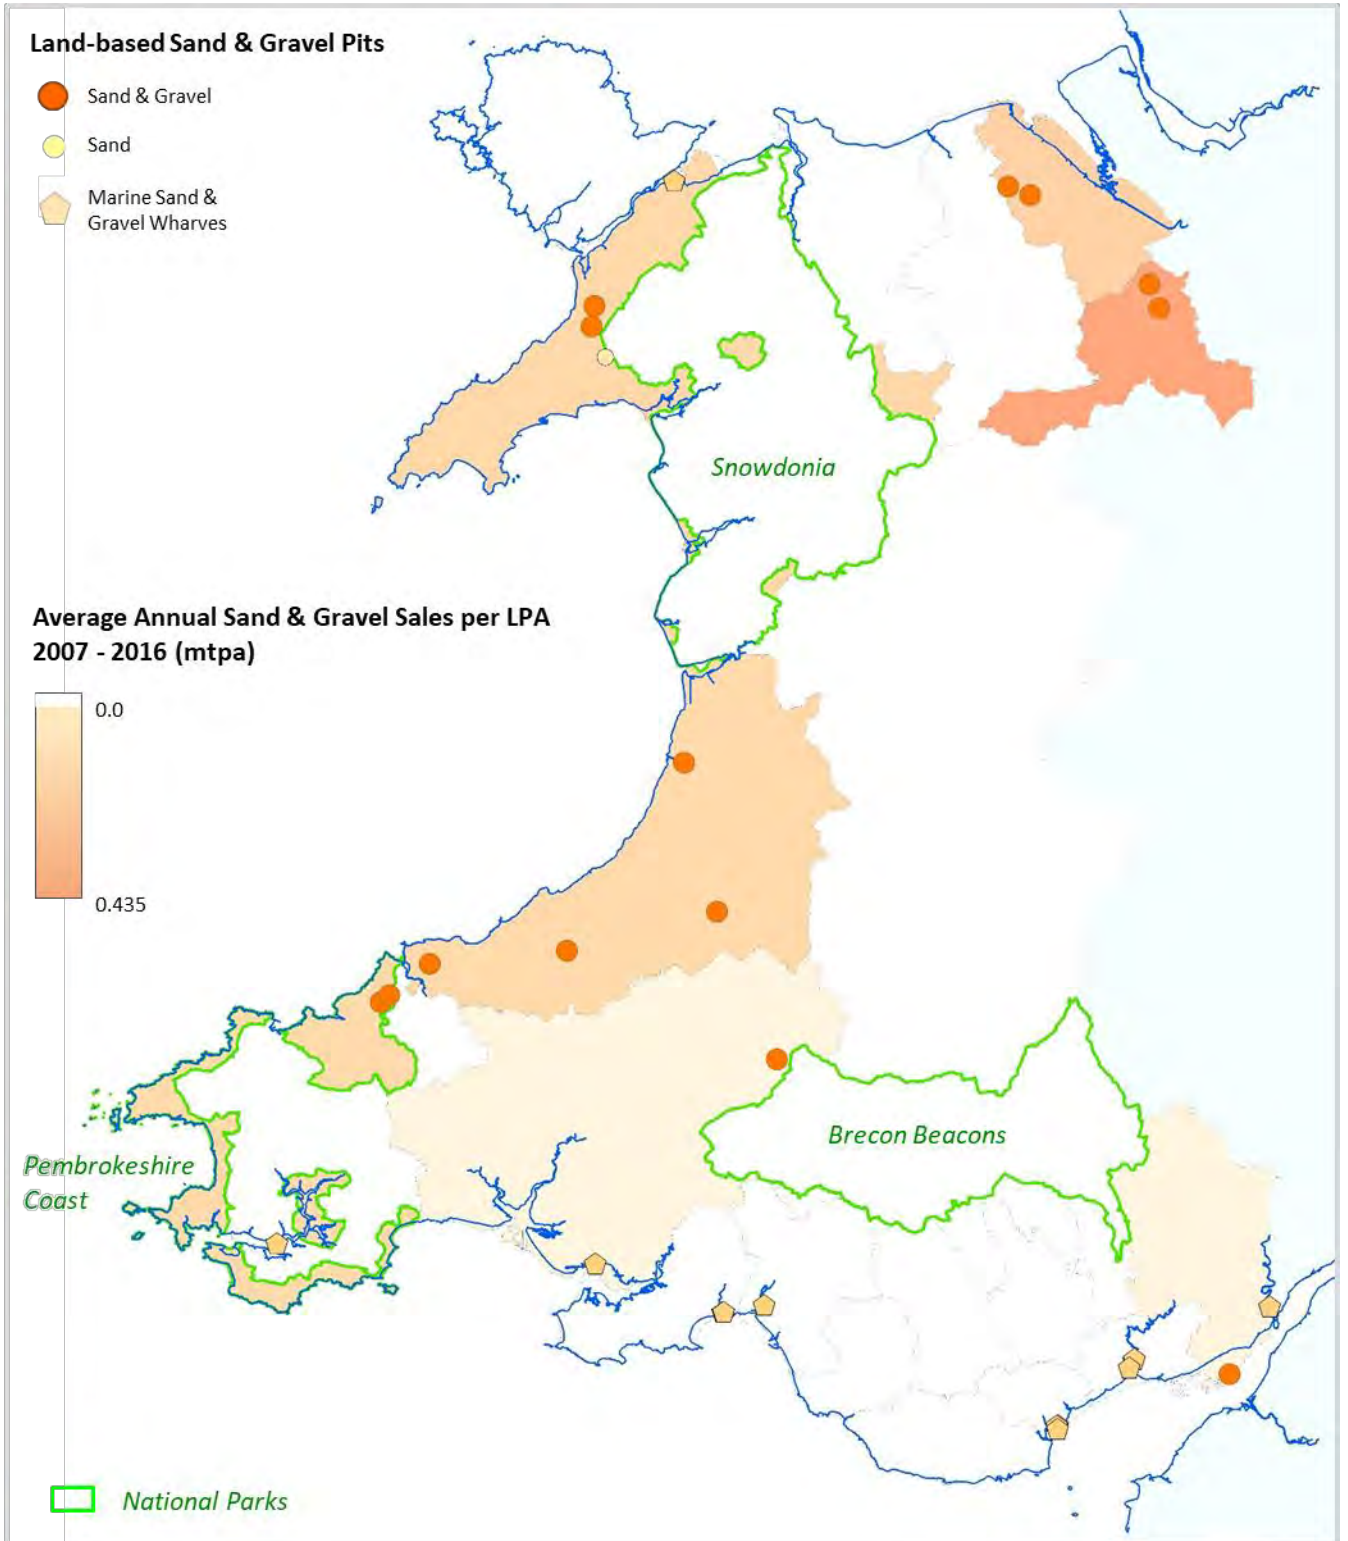 Land-based Sand & Gravel Pits
Sand & Gravel
Sand
Marine Sand &
Gravel Wharves
Snowdonia
Average Annual Sand & Gravel Sales per LPA
2007 - 2016 (mtpa)
0.0
0.435
Brecon Beacons
Pembrokeshire
Coast
National Parks